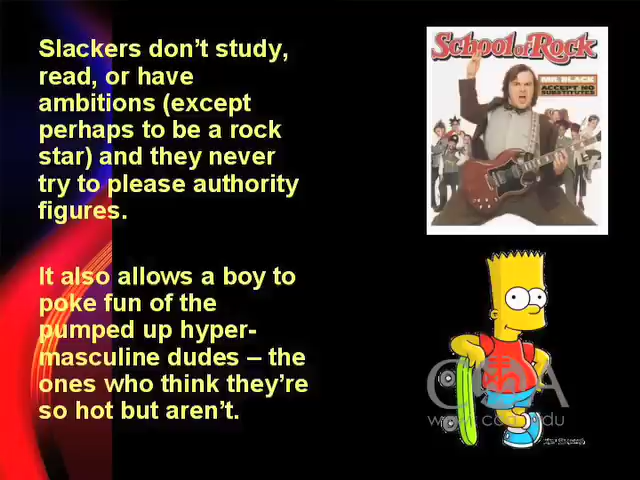 Slackers don't study,
read, or have
ambitions (except
perhaps to be a rock
star) and they never
try to please authority
figures.
It also allows a boy to
poke fun of the
pumped up hyper-
masculine dudes – the
ones who think they're
so hot but aren't.
School of Rock
MR. BLACK
ACCEPT NO
SUBSTITUTES